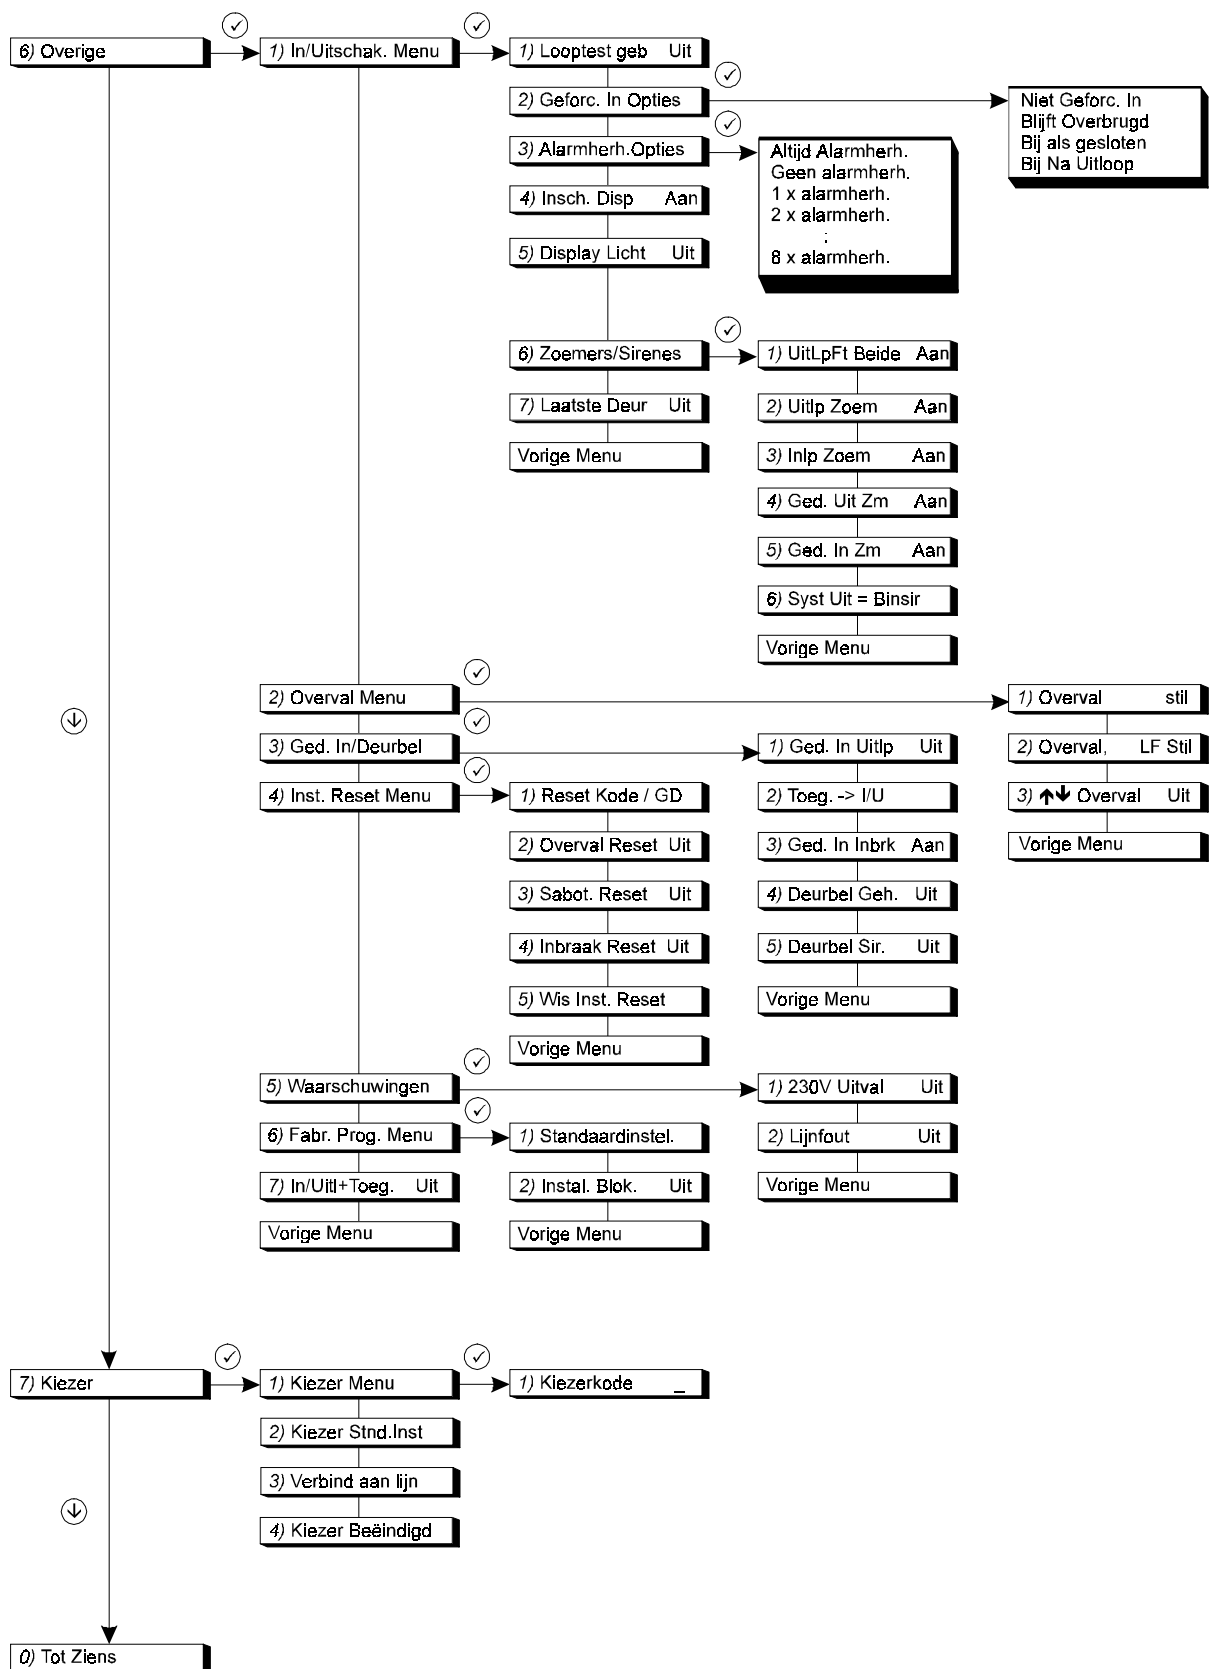 6) Overige
1) In/Uitschak. Menu
1) Looptest geb Uit
2) Geforc. In Opties
Niet Geforc. In
Blijft Overbrugd
Bij als gesloten
Bij Na Uitloop
3) Alarmherh.Opties
Altijd Alarmherh.
Geen alarmherh.
1 x alarmherh.
2 x alarmherh.
:
8 x alarmherh.
4) Insch. Disp Aan
5) Display Licht Uit
6) Zoemers/Sirenes
1) UitLpFt Beide Aan
2) Uitlp Zoem Aan
3) Inlp Zoem Aan
4) Ged. Uit Zm Aan
5) Ged. In Zm Aan
6) Syst Uit = Binsir
Vorige Menu
7) Laatste Deur Uit
Vorige Menu
2) Overval Menu
1) Overval stil
2) Overval, LF Stil
3) ↑↓ Overval Uit
Vorige Menu
3) Ged. In/Deurbel
1) Ged. In Uitlp Uit
2) Toeg. -> I/U
3) Ged. In Inbrk Aan
4) Deurbel Geh. Uit
5) Deurbel Sir. Uit
Vorige Menu
4) Inst. Reset Menu
1) Reset Kode / GD
2) Overval Reset Uit
3) Sabot. Reset Uit
4) Inbraak Reset Uit
5) Wis Inst. Reset
Vorige Menu
5) Waarschuwingen
1) 230V Uitval Uit
2) Lijnfout Uit
Vorige Menu
6) Fabr. Prog. Menu
1) Standaardinstel.
2) Instal. Blok. Uit
Vorige Menu
7) In/Uitl+Toeg. Uit
Vorige Menu
7) Kiezer
1) Kiezer Menu
1) Kiezerkode _
2) Kiezer Stnd.Inst
3) Verbind aan lijn
4) Kiezer Beëindigd
0) Tot Ziens